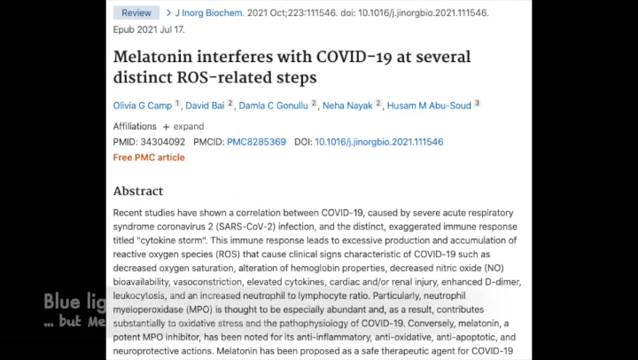 Review > J Inorg Biochem. 2021 Oct;223:111546. doi: 10.1016/j.jinorgbio.2021.111546.
Epub 2021 Jul 17.
Melatonin interferes with COVID-19 at several
distinct ROS-related steps
Olivia G Camp 1, David Bai 2, Damla C Gonullu 2, Neha Nayak 2, Husam M Abu-Soud 3
Affiliations + expand
PMID: 34304092 PMCID: PMC8285369 DOI: 10.1016/j.jinorgbio.2021.111546
Free PMC article
Abstract
Recent studies have shown a correlation between COVID-19, caused by severe acute respiratory
syndrome coronavirus 2 (SARS-CoV-2) infection, and the distinct, exaggerated immune response
titled "cytokine storm". This immune response leads to excessive production and accumulation of
reactive oxygen species (ROS) that cause clinical signs characteristic of COVID-19 such as
decreased oxygen saturation, alteration of hemoglobin properties, decreased nitric oxide (NO)
bioavailability, vasoconstriction, elevated cytokines, cardiac and/or renal injury, enhanced D-dimer,
leukocytosis, and an increased neutrophil to lymphocyte ratio. Particularly, neutrophil
myeloperoxidase (MPO) is thought to be especially abundant and, as a result, contributes
substantially to oxidative stress and the pathophysiology of COVID-19. Conversely, melatonin, a
potent MPO inhibitor, has been noted for its anti-inflammatory, anti-oxidative, anti-apoptotic, and
neuroprotective actions. Melatonin has been proposed as a safe therapeutic agent for COVID-19
Blue lig
... but Me